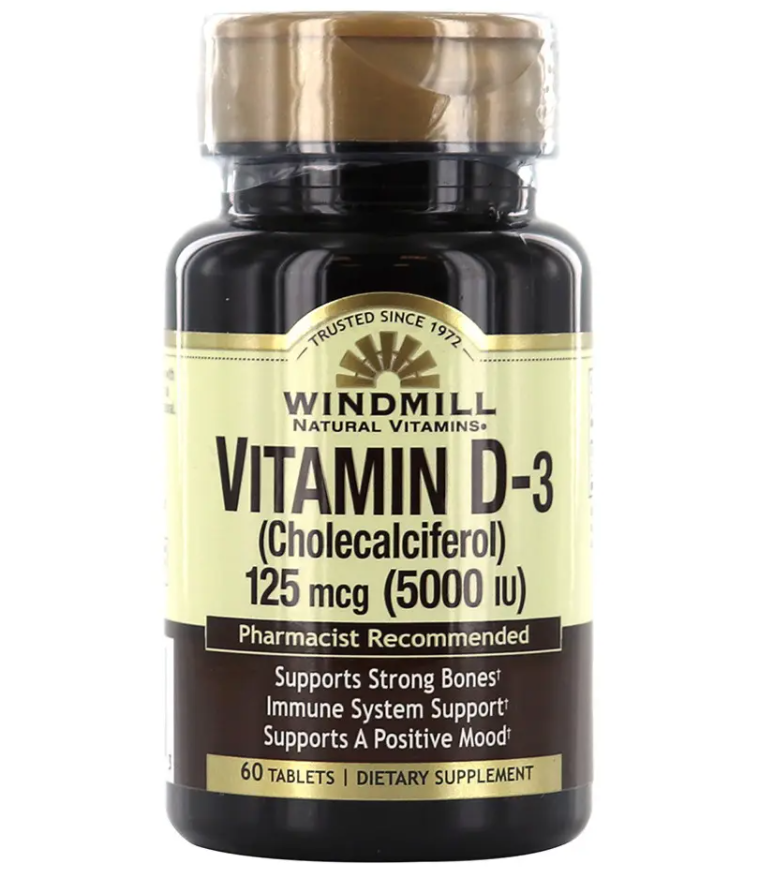 TRUSTED SINCE 1972
WINDMILL
NATURAL VITAMINS
VITAMIN D-3
(Cholecalciferol)
125 mcg (5000 IU)
Pharmacist Recommended
Supports Strong Bones†
Immune System Support†
Supports A Positive Mood†
60 TABLETS | DIETARY SUPPLEMENT